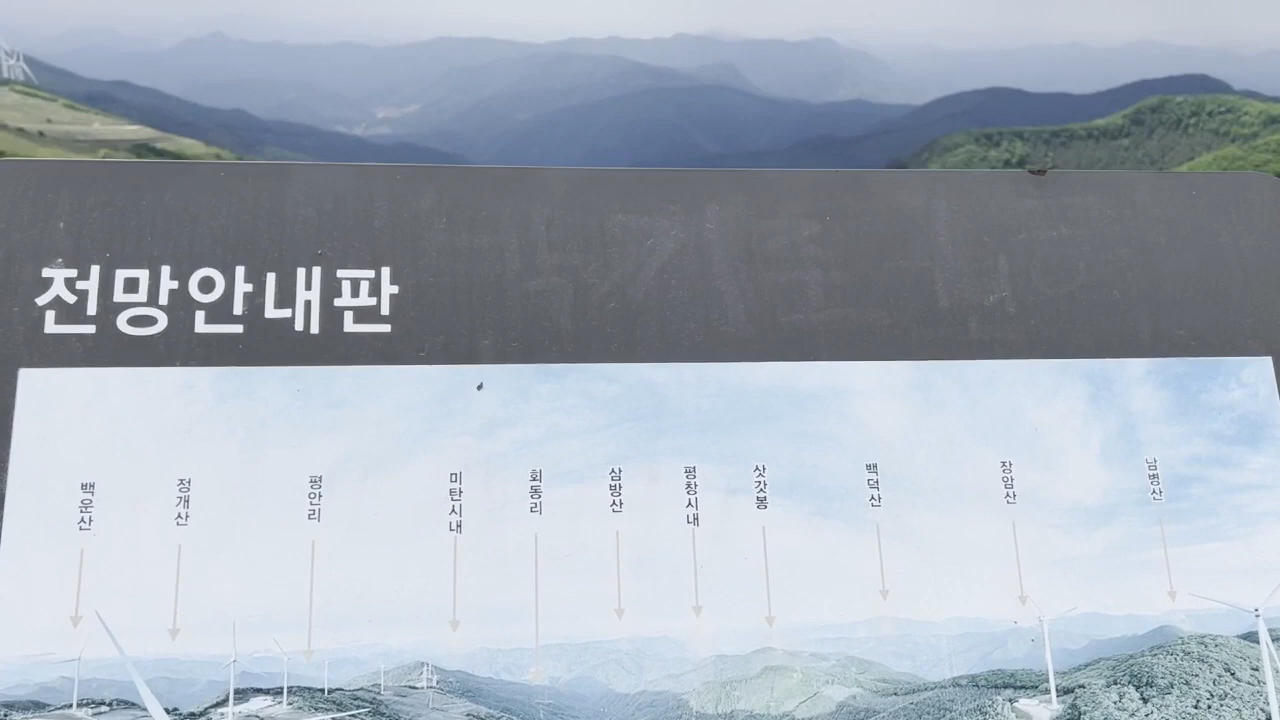 전망안내판
백운산
정개산
평안리
미탄시내
회동리
삼방산
평창시내
삿갓봉
백덕산
장암산
남병산